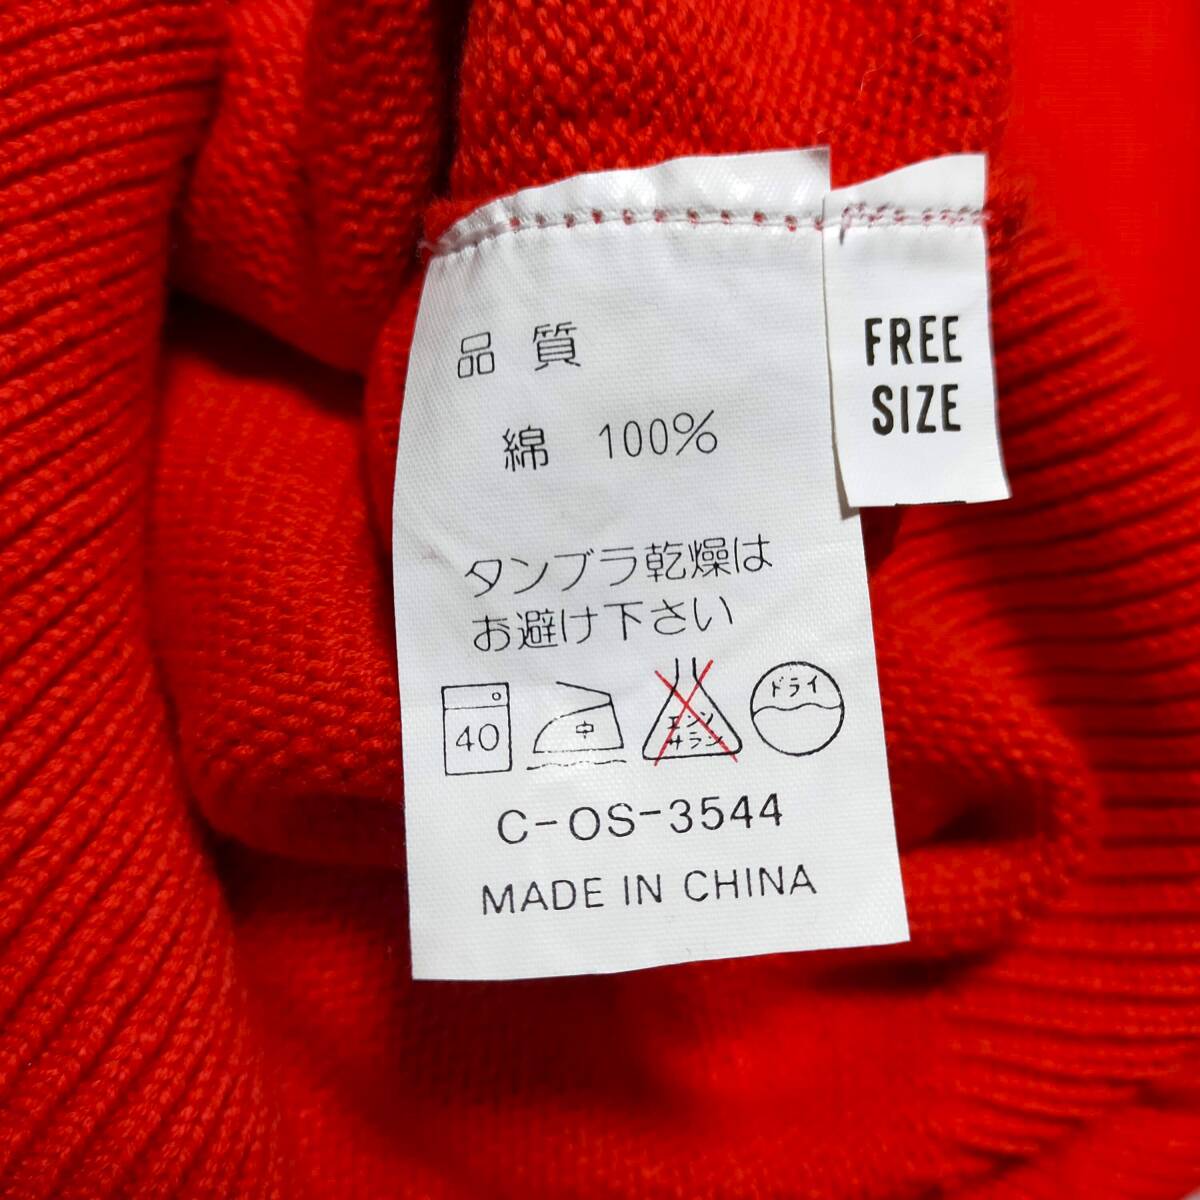 品質
綿 100%
タンブラ乾燥は
お避け下さい
40
中
エンソ
サラシ
ドライ
C-OS-3544
MADE IN CHINA
FREE
SIZE